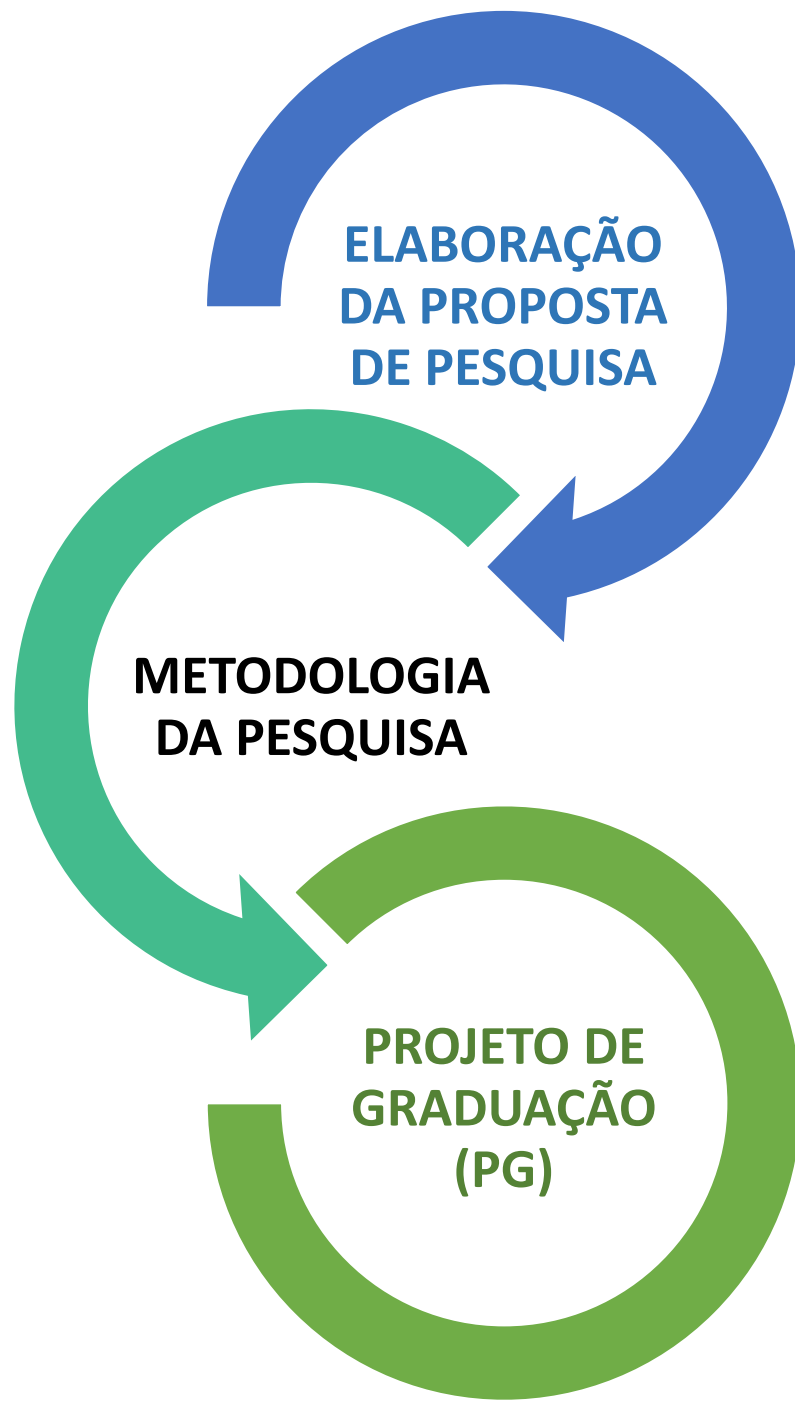 ELABORAÇÃO
DA PROPOSTA
DE PESQUISA
METODOLOGIA
DA PESQUISA
PROJETO DE
GRADUAÇÃO
(PG)